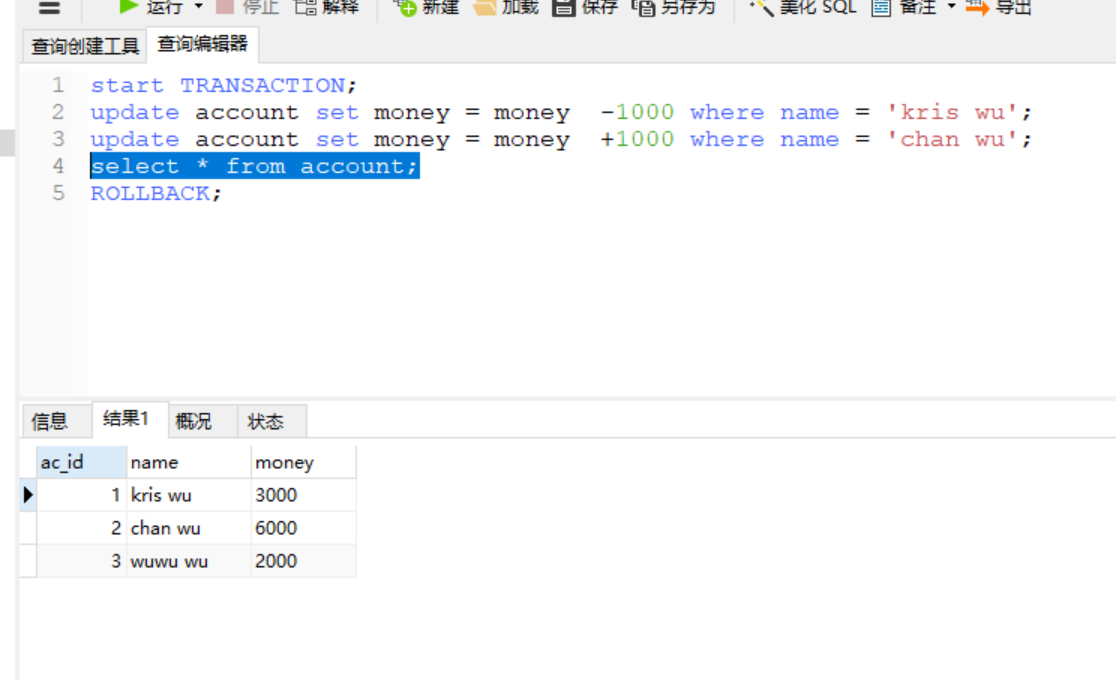 运行 停止 解释 新建 加载 保存 另存为 美化 SQL 备注 导出
查询创建工具 查询编辑器
1 start TRANSACTION;
2 update account set money = money  -1000 where name = 'kris wu';
3 update account set money = money  +1000 where name = 'chan wu';
4 select * from account;
5 ROLLBACK;
信息 结果1 概况 状态
ac_id name money
1 kris wu 3000
2 chan wu 6000
3 wuwu wu 2000